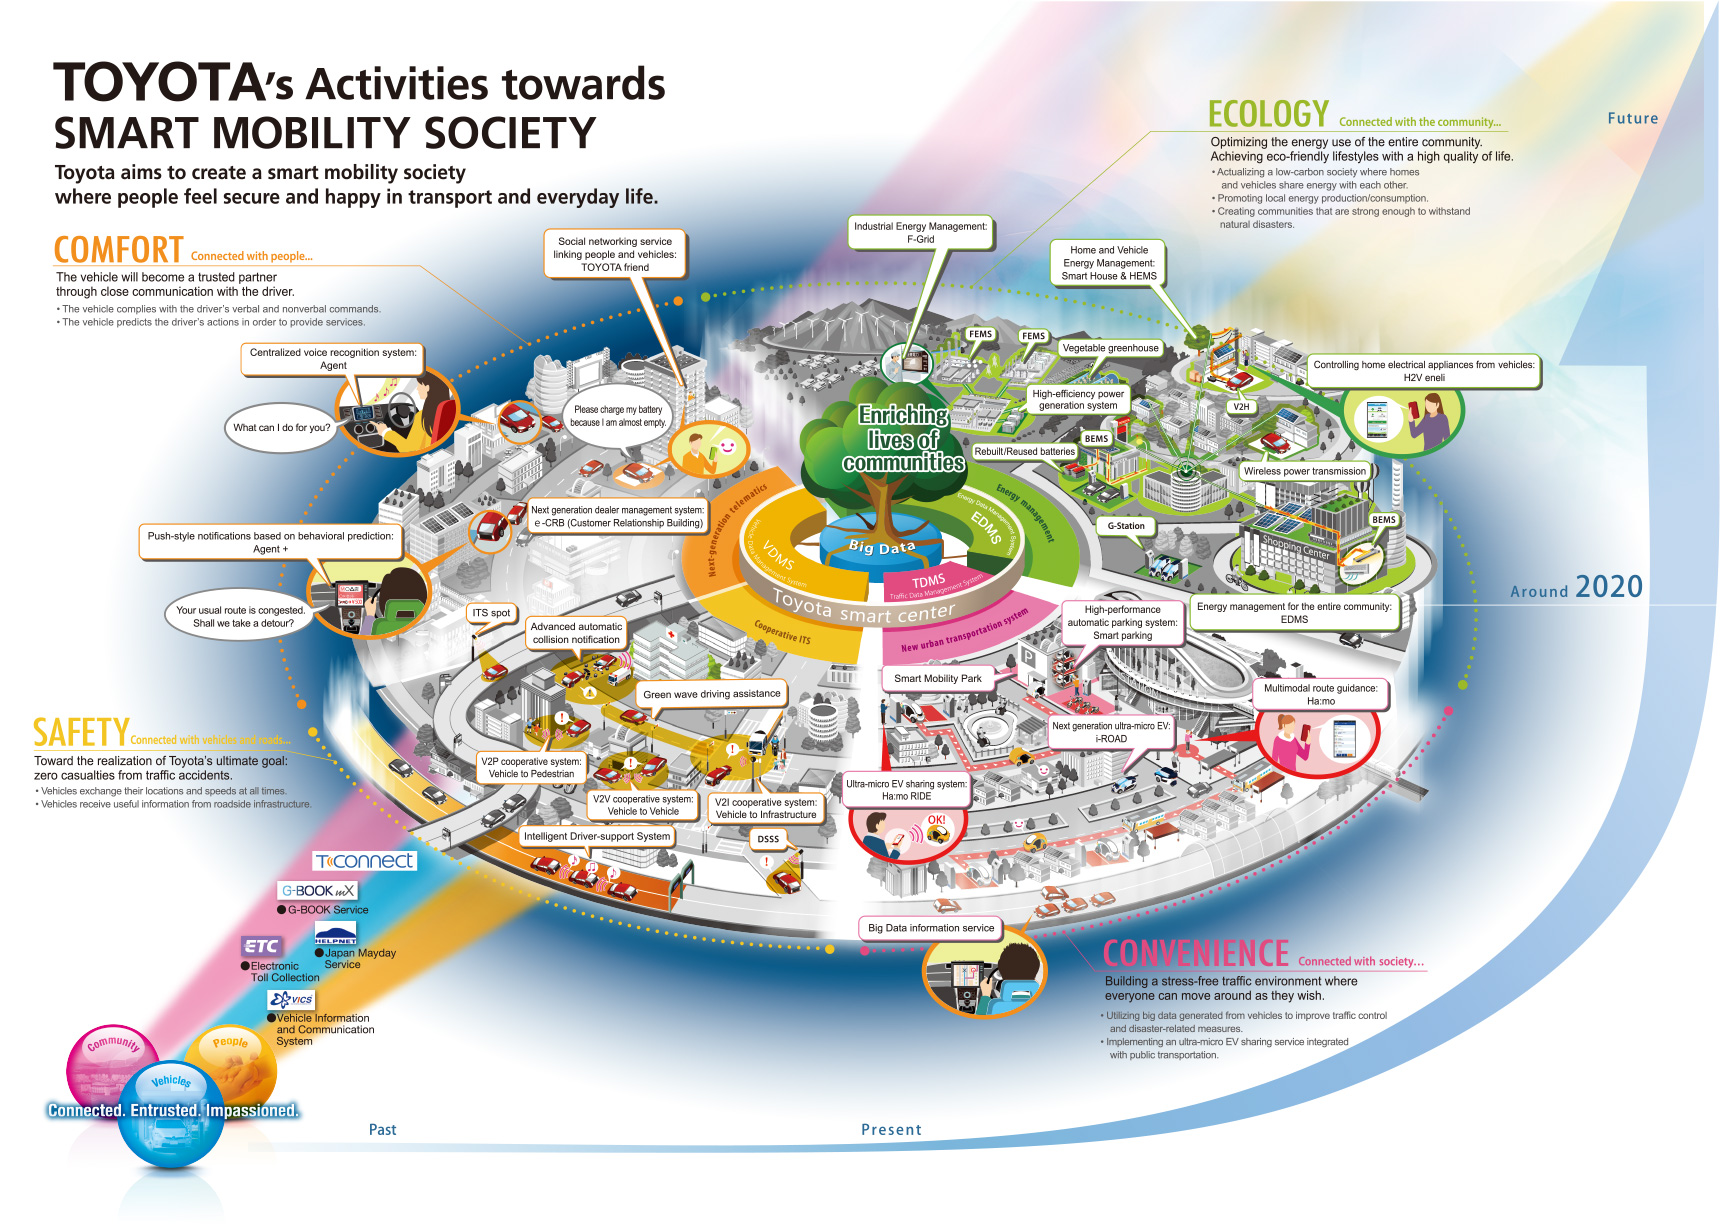 TOYOTA's Activities towards
SMART MOBILITY SOCIETY
Toyota aims to create a smart mobility society
where people feel secure and happy in transport and everyday life.
COMFORT Connected with people...
The vehicle will become a trusted partner
through close communication with the driver.
• The vehicle complies with the driver's verbal and nonverbal commands.
• The vehicle predicts the driver's actions in order to provide services.
Centralized voice recognition system:
Agent
What can I do for you?
Social networking service
linking people and vehicles:
TOYOTA friend
Please charge my battery
because I am almost empty.
Next generation dealer management system:
e-CRB (Customer Relationship Building)
Push-style notifications based on behavioral prediction:
Agent +
Your usual route is congested.
Shall we take a detour?
ECOLOGY Connected with the community...
Optimizing the energy use of the entire community.
Achieving eco-friendly lifestyles with a high quality of life.
• Actualizing a low-carbon society where homes
and vehicles share energy with each other.
• Promoting local energy production/consumption.
• Creating communities that are strong enough to withstand
natural disasters.
Future
Industrial Energy Management:
F-Grid
Home and Vehicle
Energy Management:
Smart House & HEMS
FEMS
FEMS
Vegetable greenhouse
Controlling home electrical appliances from vehicles:
H2V eneli
High-efficiency power
generation system
V2H
BEMS
Rebuilt/Reused batteries
Wireless power transmission
G-Station
BEMS
Shopping Center
Energy management for the entire community:
EDMS
Around 2020
Enriching
lives of
communities
Big Data
Next-generation telematics
VDMS
Vehicle Data Management System
Energy management
EDMS
Energy Data Management System
TDMS
Traffic Data Management System
Toyota smart center
Cooperative ITS
New urban transportation system
SAFETY Connected with vehicles and roads...
Toward the realization of Toyota's ultimate goal:
zero casualties from traffic accidents.
• Vehicles exchange their locations and speeds at all times.
• Vehicles receive useful information from roadside infrastructure.
ITS spot
Advanced automatic
collision notification
Green wave driving assistance
V2P cooperative system:
Vehicle to Pedestrian
V2V cooperative system:
Vehicle to Vehicle
V2I cooperative system:
Vehicle to Infrastructure
Intelligent Driver-support System
DSSS
High-performance
automatic parking system:
Smart parking
P
Smart Mobility Park
Multimodal route guidance:
Ha:mo
Next generation ultra-micro EV:
i-ROAD
Ultra-micro EV sharing system:
Ha:mo RIDE
OK!
Big Data information service
CONVENIENCE Connected with society...
Building a stress-free traffic environment where
everyone can move around as they wish.
• Utilizing big data generated from vehicles to improve traffic control
and disaster-related measures.
• Implementing an ultra-micro EV sharing service integrated
with public transportation.
T-CONNECT
G-BOOK mX
● G-BOOK Service
ETC
● Electronic
Toll Collection
HELPNET
● Japan Mayday
Service
VICS
● Vehicle Information
and Communication
System
Community
People
Vehicles
Connected. Entrusted. Impassioned.
Past
Present